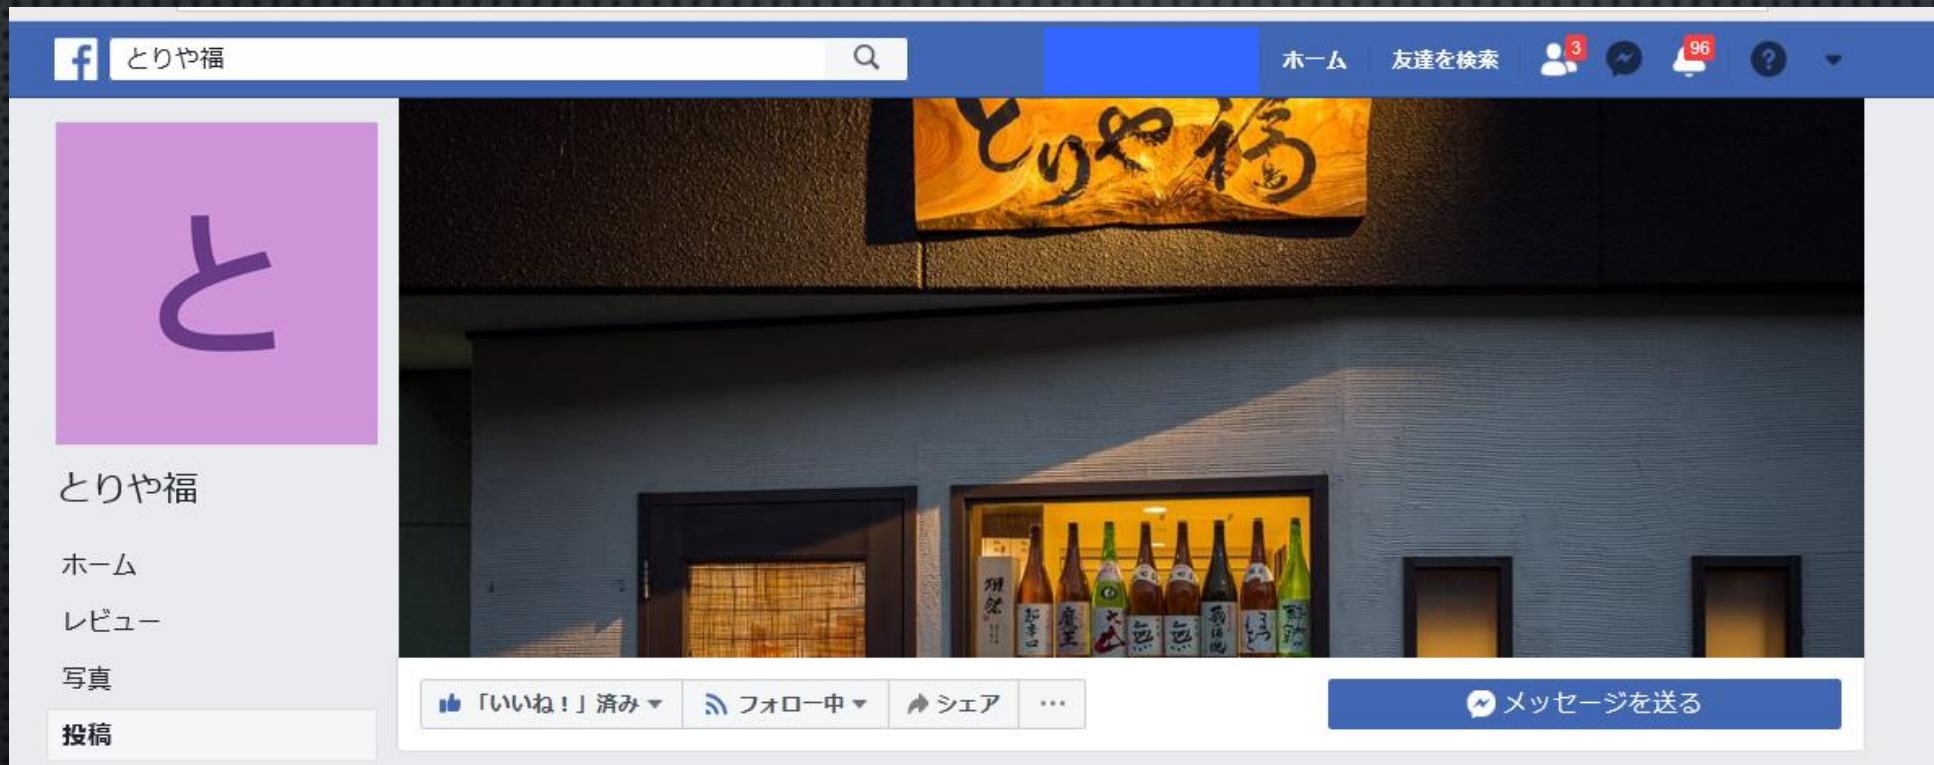 f とりや福
ホーム 友達を検索 3 96 ?
とりや福
と
とりや福
ホーム
レビュー
写真
投稿
魔王
無 無
「いいね!」済み フォロー中 シェア ...
メッセージを送る